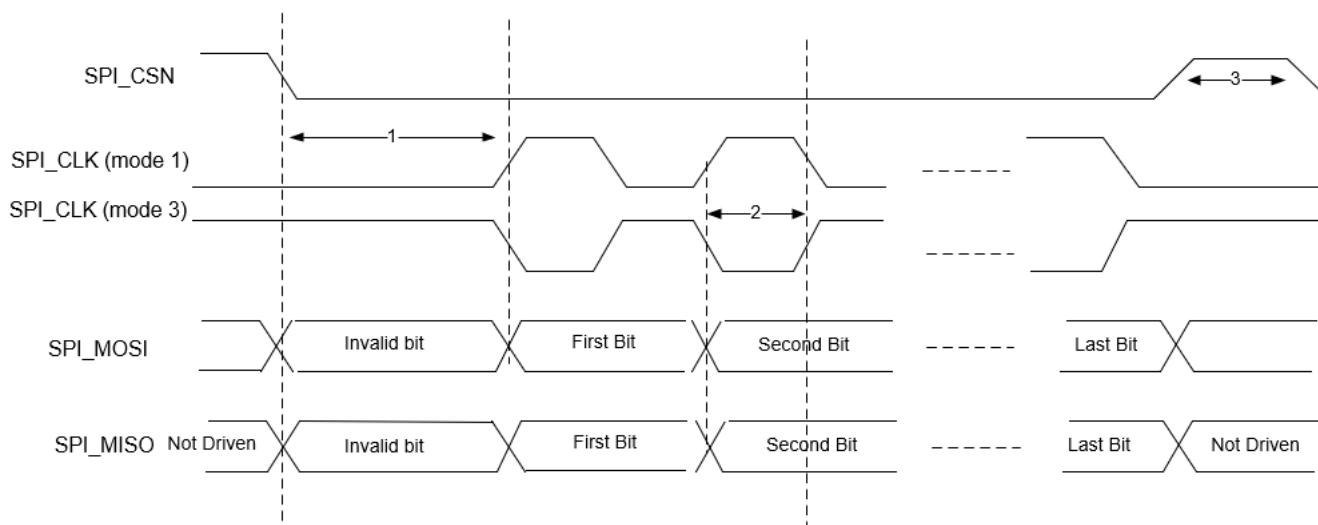 SPI_CSN
3
1
SPI_CLK (mode 1)
SPI_CLK (mode 3)
2
SPI_MOSI
Invalid bit
First Bit
Second Bit
Last Bit
SPI_MISO
Not Driven
Invalid bit
First Bit
Second Bit
Last Bit
Not Driven